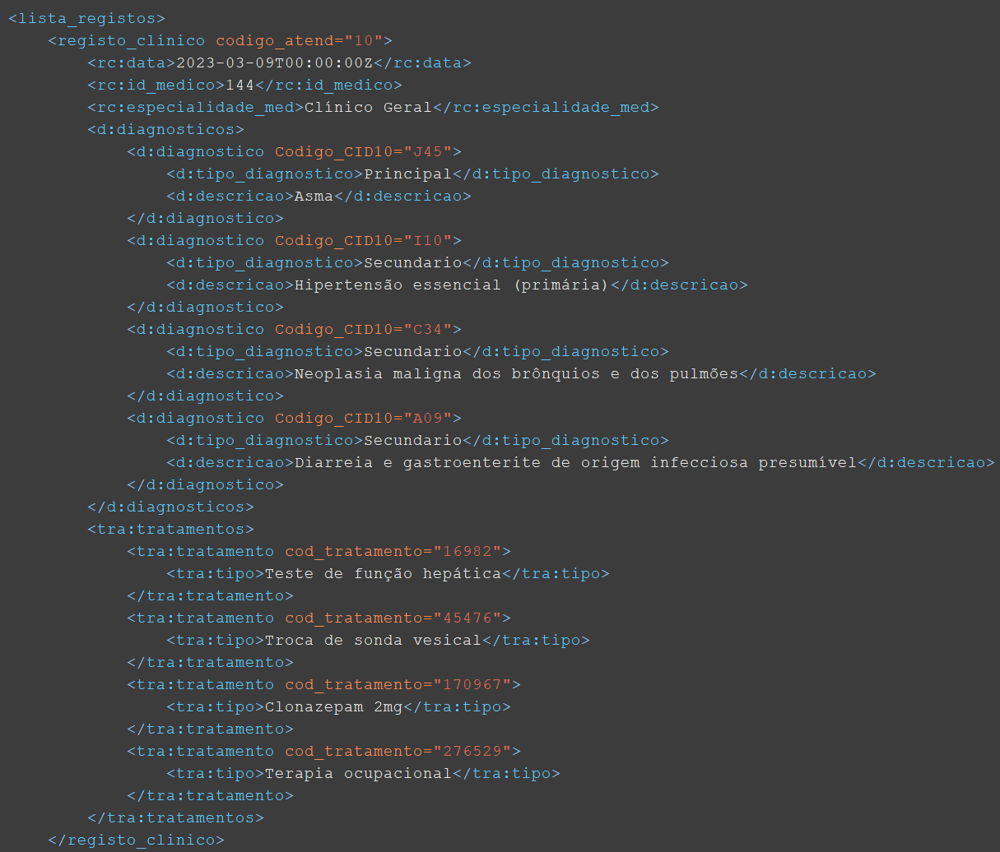 <lista_registos>
<registo_clinico codigo_atend="10">
<rc:data>2023-03-09T00:00:00Z</rc:data>
<rc:id_medico>144</rc:id_medico>
<rc:especialidade_med>Clínico Geral</rc:especialidade_med>
<d:diagnosticos>
<d:diagnostico Codigo_CID10="J45">
<d:tipo_diagnostico>Principal</d:tipo_diagnostico>
<d:descricao>Asma</d:descricao>
</d:diagnostico>
<d:diagnostico Codigo_CID10="I10">
<d:tipo_diagnostico>Secundario</d:tipo_diagnostico>
<d:descricao>Hipertensão essencial (primária)</d:descricao>
</d:diagnostico>
<d:diagnostico Codigo_CID10="C34">
<d:tipo_diagnostico>Secundario</d:tipo_diagnostico>
<d:descricao>Neoplasia maligna dos brônquios e dos pulmões</d:descricao>
</d:diagnostico>
<d:diagnostico Codigo_CID10="A09">
<d:tipo_diagnostico>Secundario</d:tipo_diagnostico>
<d:descricao>Diarreia e gastroenterite de origem infecciosa presumível</d:descricao>
</d:diagnostico>
</d:diagnosticos>
<tra:tratamentos>
<tra:tratamento cod_tratamento="16982">
<tra:tipo>Teste de função hepática</tra:tipo>
</tra:tratamento>
<tra:tratamento cod_tratamento="45476">
<tra:tipo>Troca de sonda vesical</tra:tipo>
</tra:tratamento>
<tra:tratamento cod_tratamento="170967">
<tra:tipo>Clonazepam 2mg</tra:tipo>
</tra:tratamento>
<tra:tratamento cod_tratamento="276529">
<tra:tipo>Terapia ocupacional</tra:tipo>
</tra:tratamento>
</tra:tratamentos>
</registo_clinico>